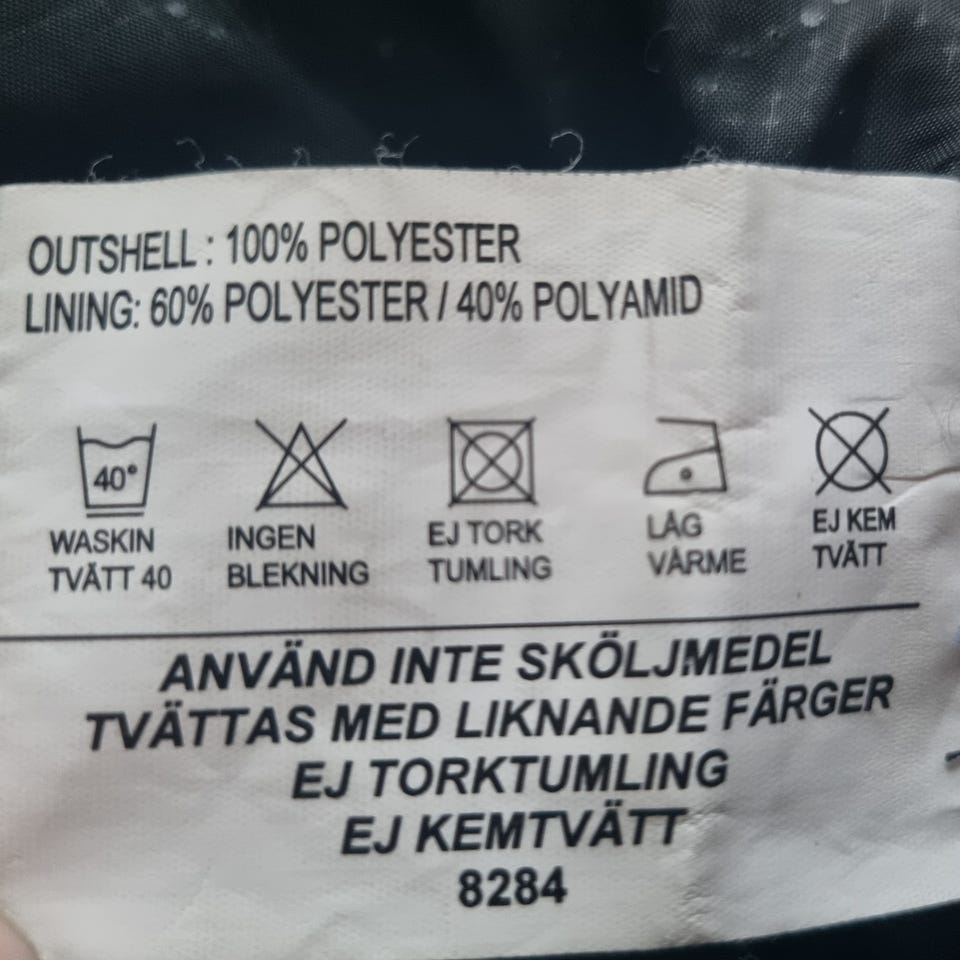 OUTSHELL : 100% POLYESTER
LINING: 60% POLYESTER / 40% POLYAMID
40°
WASKIN
TVÄTT 40
INGEN
BLEKNING
EJ TORK
TUMLING
LÅG
VÄRME
EJ KEM
TVÄTT
ANVÄND INTE SKÖLJMEDEL
TVÄTTAS MED LIKNANDE FÄRGER
EJ TORKTUMLING
EJ KEMTVÄTT
8284